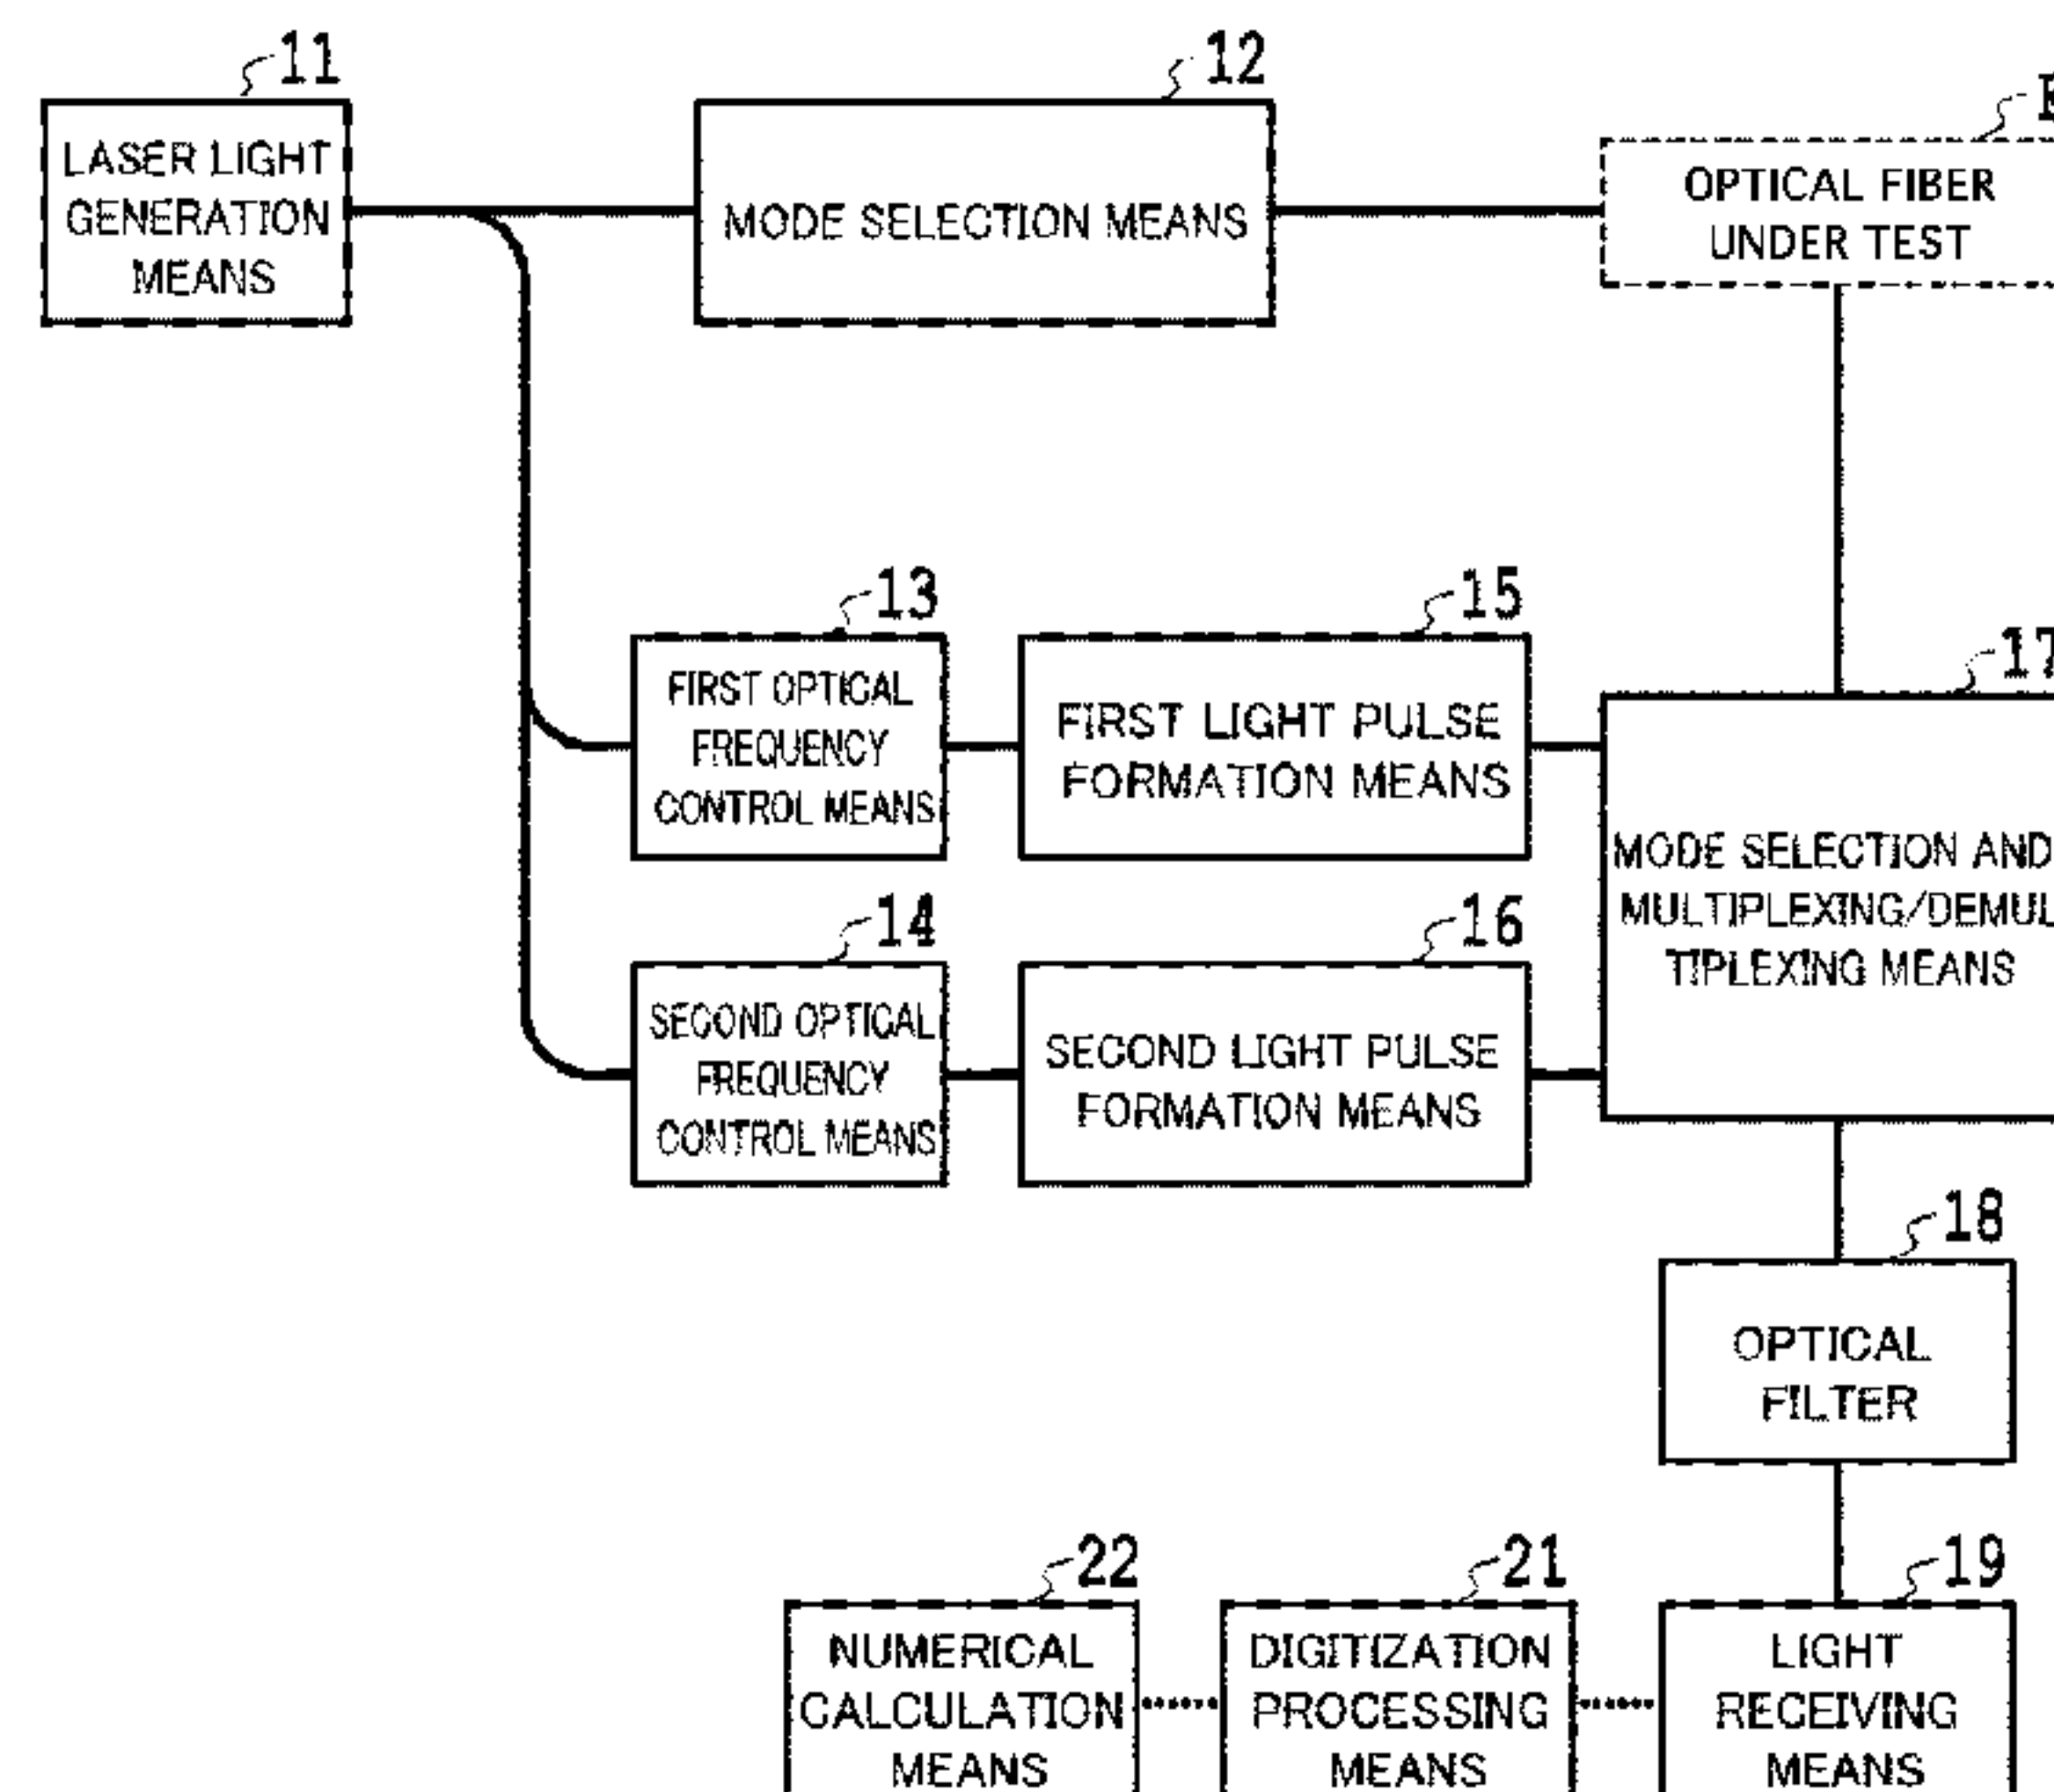 11
LASER LIGHT
GENERATION
MEANS
12
MODE SELECTION MEANS
OPTICAL FIBER
UNDER TEST
13
FIRST OPTICAL
FREQUENCY
CONTROL MEANS
15
FIRST LIGHT PULSE
FORMATION MEANS
17
MODE SELECTION AND
MULTIPLEXING/DEMUL
TIPLEXING MEANS
14
SECOND OPTICAL
FREQUENCY
CONTROL MEANS
16
SECOND LIGHT PULSE
FORMATION MEANS
18
OPTICAL
FILTER
22
NUMERICAL
CALCULATION
MEANS
21
DIGITIZATION
PROCESSING
MEANS
19
LIGHT
RECEIVING
MEANS